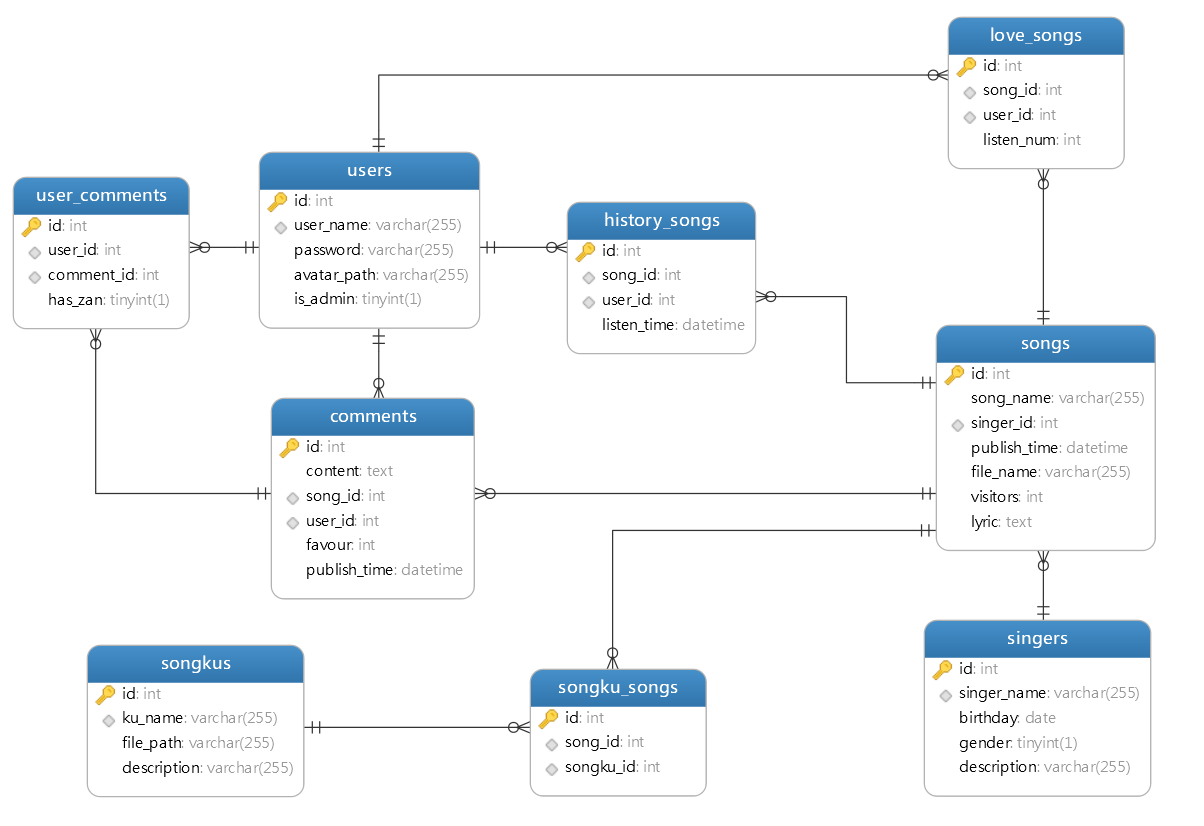 love_songs
id: int
song_id: int
user_id: int
listen_num: int
users
id: int
user_name: varchar(255)
password: varchar(255)
avatar_path: varchar(255)
is_admin: tinyint(1)
user_comments
id: int
user_id: int
comment_id: int
has_zan: tinyint(1)
history_songs
id: int
song_id: int
user_id: int
listen_time: datetime
songs
id: int
song_name: varchar(255)
singer_id: int
publish_time: datetime
file_name: varchar(255)
visitors: int
lyric: text
comments
id: int
content: text
song_id: int
user_id: int
favour: int
publish_time: datetime
singers
id: int
singer_name: varchar(255)
birthday: date
gender: tinyint(1)
description: varchar(255)
songkus
id: int
ku_name: varchar(255)
file_path: varchar(255)
description: varchar(255)
songku_songs
id: int
song_id: int
songku_id: int